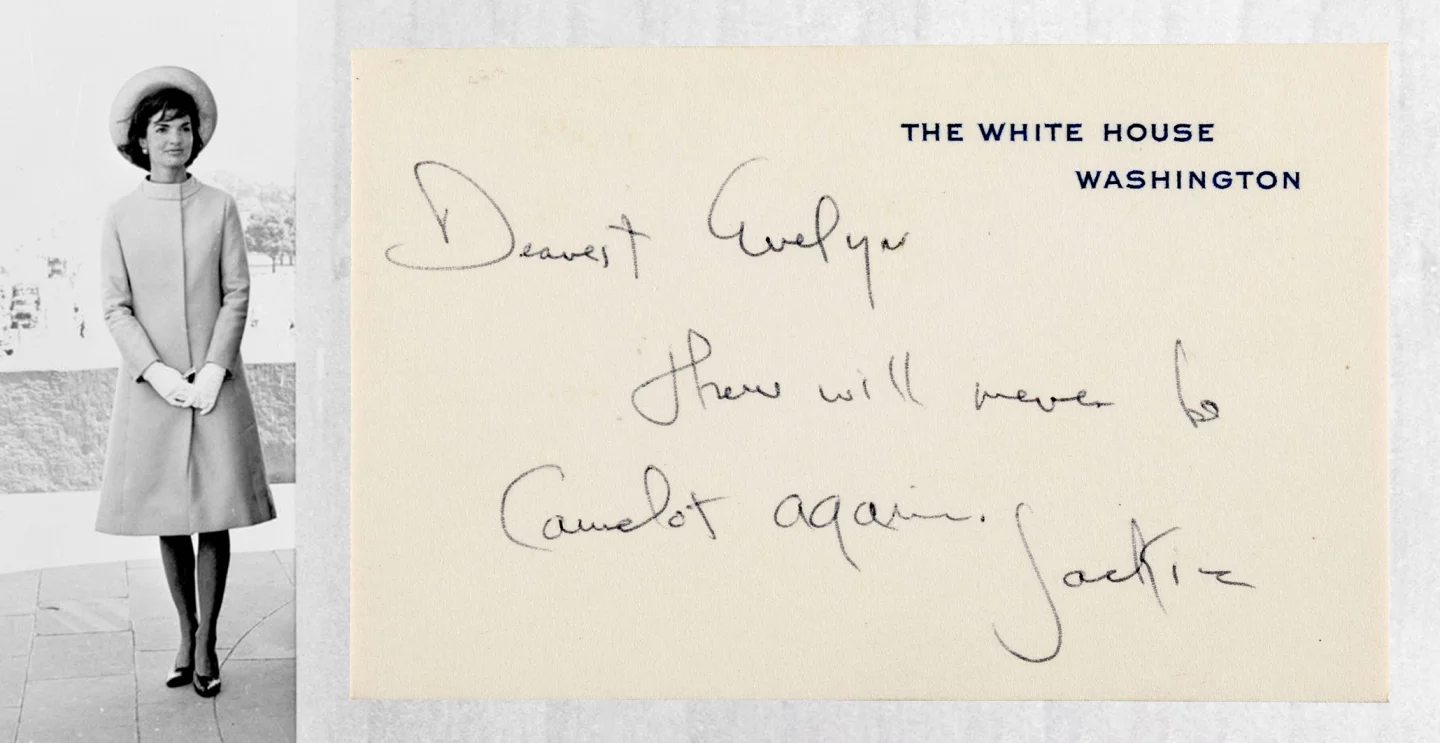 THE WHITE HOUSE
WASHINGTON
Dearest Evelyn
There will never be
Camelot again.
Jackie